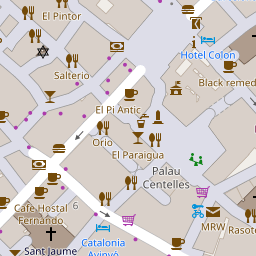 El Pintor
Hotel Colon
Salterio
Black remed
El Pi Antic
Orio
El Paraigua
Palau
Centelles
6
Cafè Hostal
Fernando
MRW
Rasote
Sant Jaume
Catalonia
Avinyó